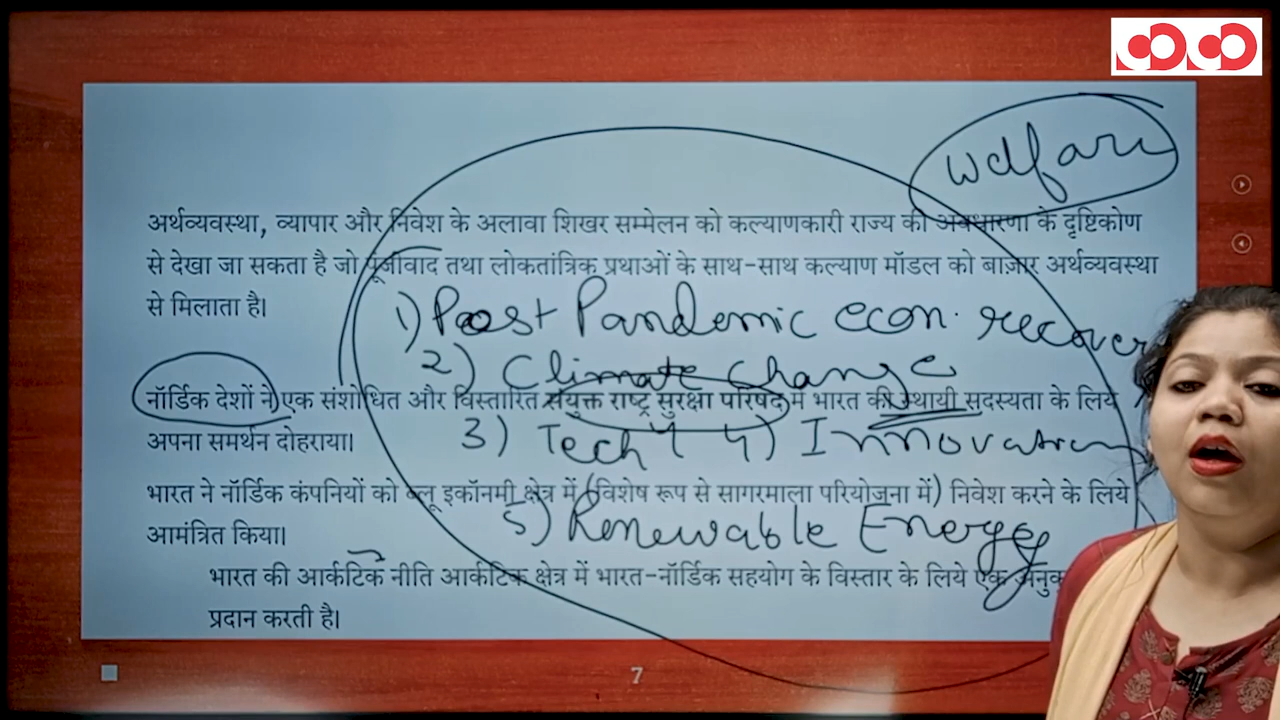 welfare
अर्थव्यवस्था, व्यापार और निवेश के अलावा शिखर सम्मेलन को कल्याणकारी राज्य की अवधारणा के दृष्टिकोण
से देखा जा सकता है जो पूंजीवाद तथा लोकतांत्रिक प्रथाओं के साथ-साथ कल्याण मॉडल को बाज़ार अर्थव्यवस्था
से मिलाता है।
1) Post Pandemic econ. recover
2) Climate change
नॉर्डिक देशों ने एक संशोधित और विस्तारित संयुक्त राष्ट्र सुरक्षा परिषद में भारत की स्थायी सदस्यता के लिये
अपना समर्थन दोहराया।
3) Tech 4) Innovation
भारत ने नॉर्डिक कंपनियों को ब्लू इकॉनमी क्षेत्र में (विशेष रूप से सागरमाला परियोजना में) निवेश करने के लिये
आमंत्रित किया।
5) Renewable Energy
भारत की आर्कटिक नीति आर्कटिक क्षेत्र में भारत-नॉर्डिक सहयोग के विस्तार के लिये एक
प्रदान करती है।
7